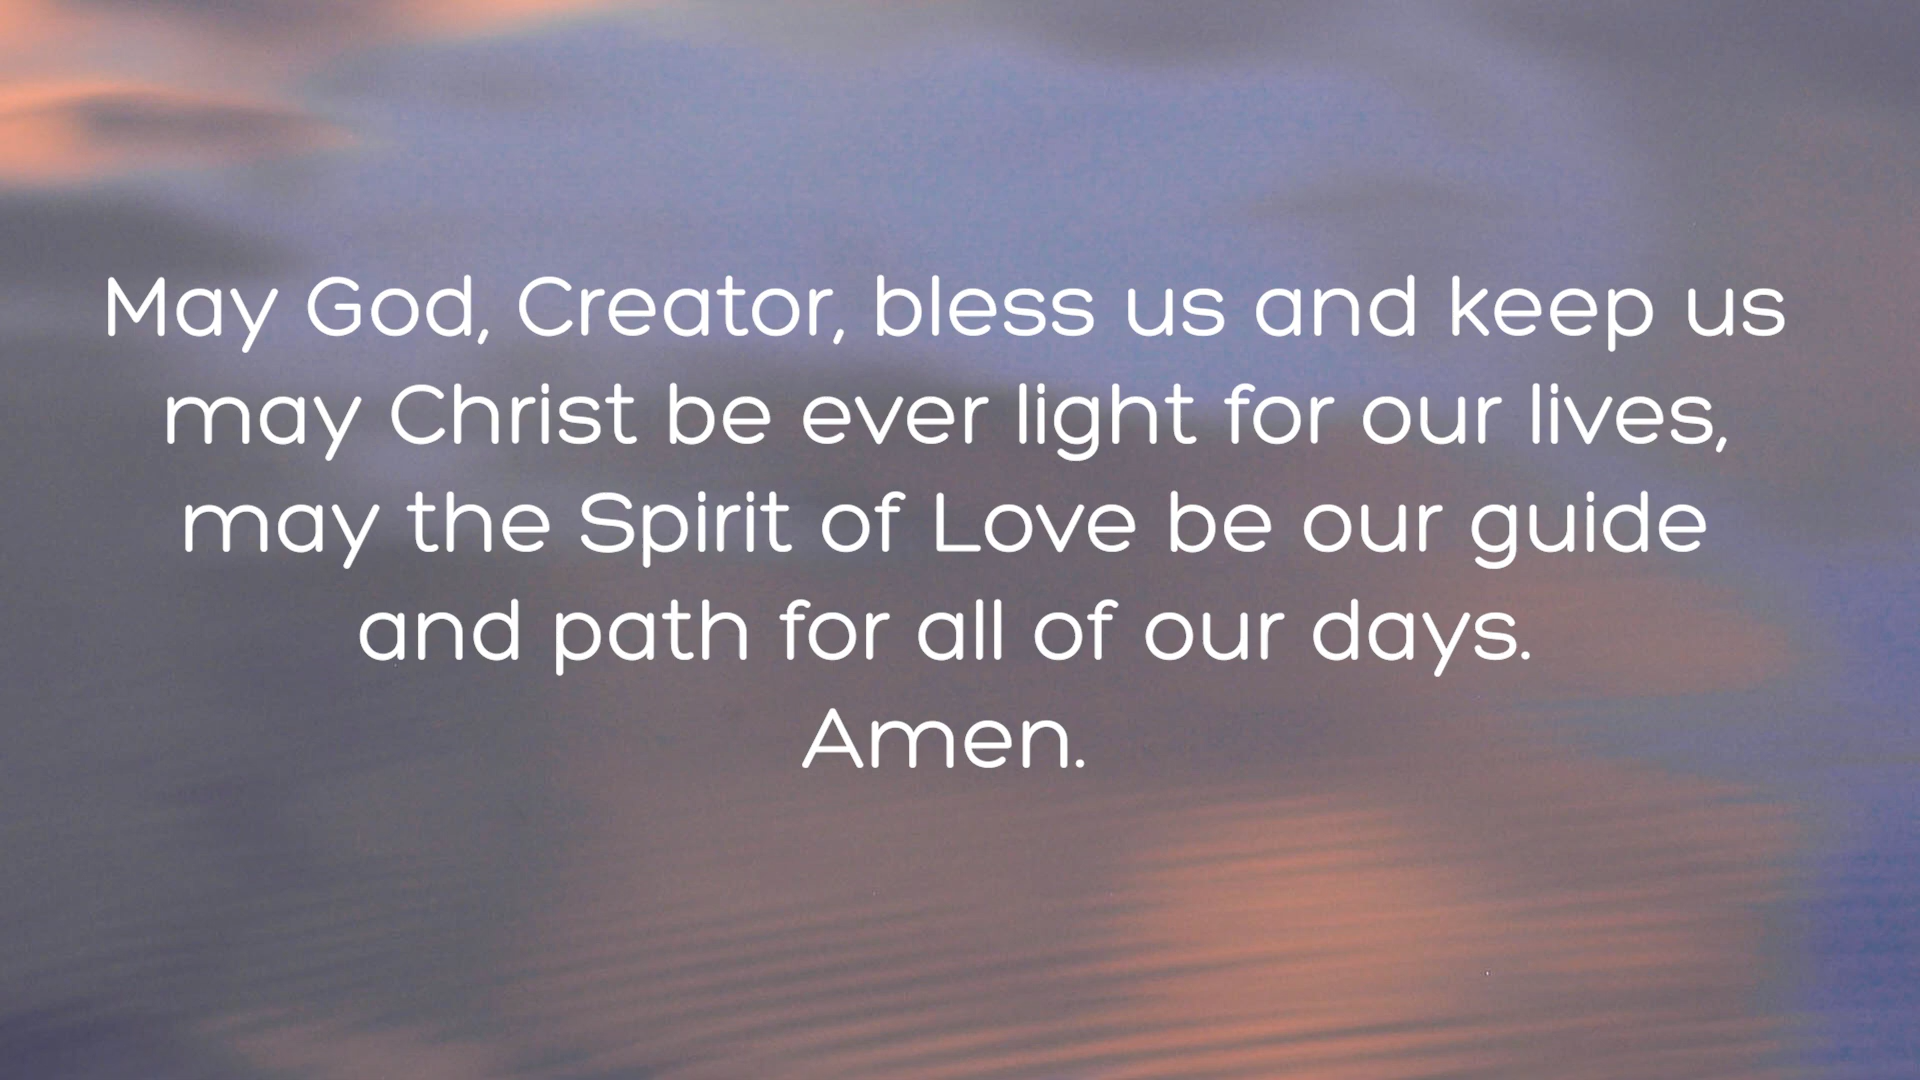 May God, Creator, bless us and keep us
may Christ be ever light for our lives,
may the Spirit of Love be our guide
and path for all of our days.
Amen.